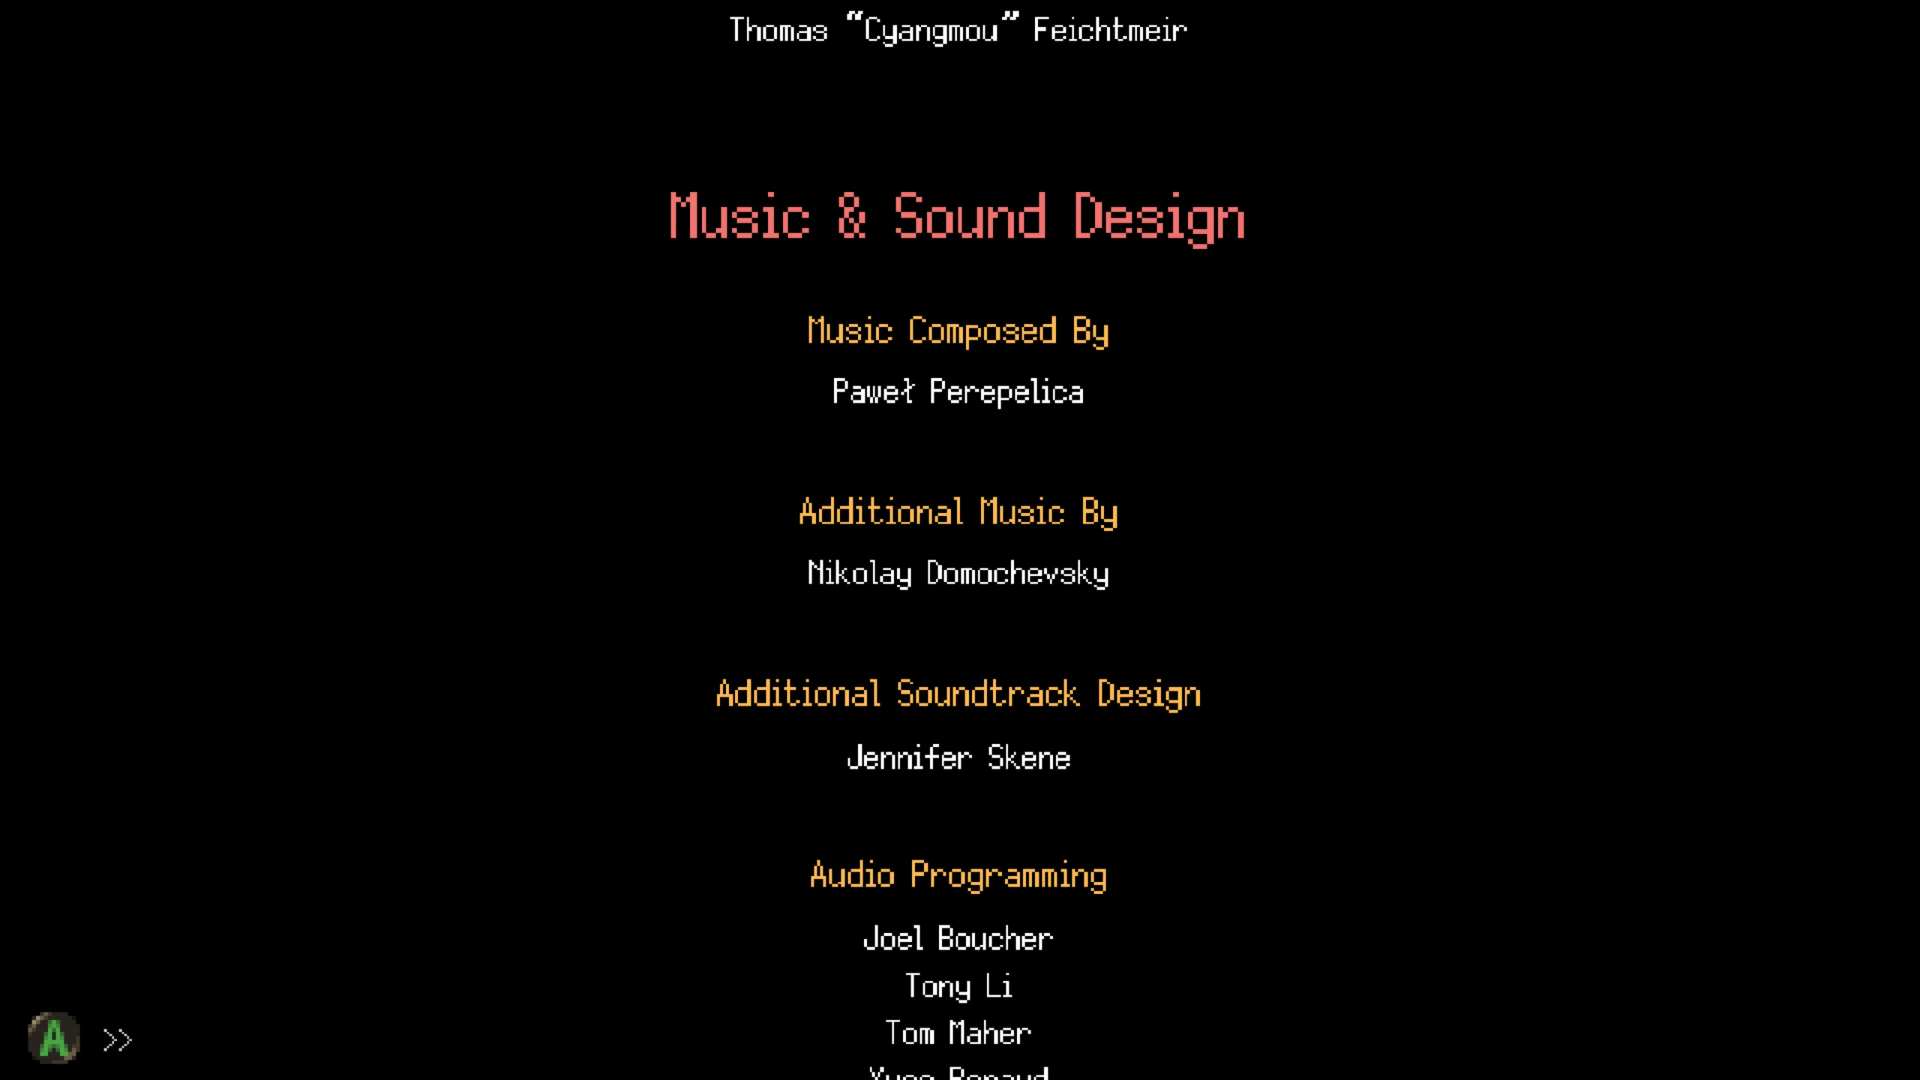 Thomas “Cyangmou” Feichtmeir
Music & Sound Design
Music Composed By
Paweł Perepelica
Additional Music By
Nikolay Domochevsky
Additional Soundtrack Design
Jennifer Skene
Audio Programming
Joel Boucher
Tony Li
Tom Maher
A >>